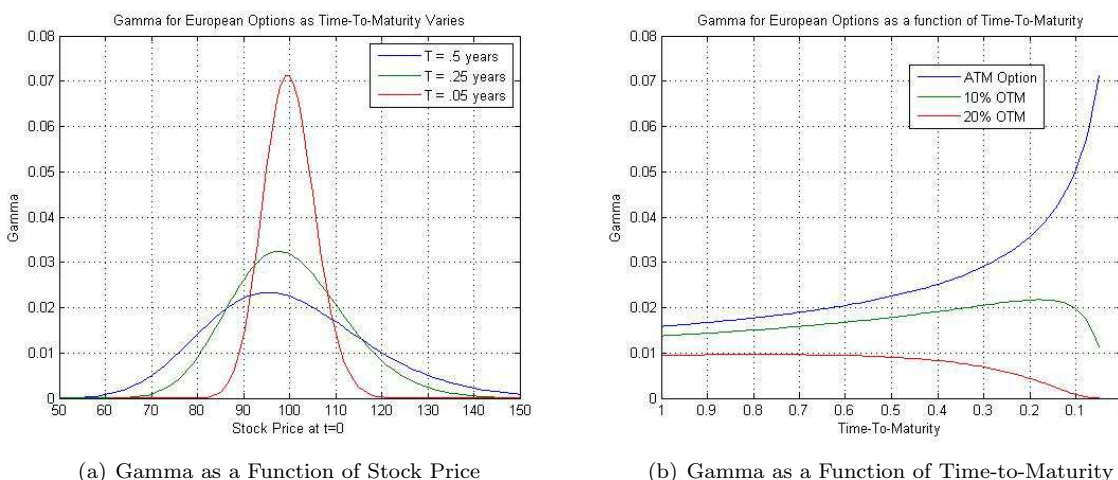 Gamma for European Options as Time-To-Maturity Varies
0.08
0.07
0.06
0.05
0.04
0.03
0.02
0.01
0
Gamma
T = .5 years
T = .25 years
T = .05 years
50 60 70 80 90 100 110 120 130 140 150
Stock Price at t=0
(a) Gamma as a Function of Stock Price
Gamma for European Options as a function of Time-To-Maturity
0.08
0.07
0.06
0.05
0.04
0.03
0.02
0.01
0
Gamma
ATM Option
10% OTM
20% OTM
1 0.9 0.8 0.7 0.6 0.5 0.4 0.3 0.2 0.1
Time-To-Maturity
(b) Gamma as a Function of Time-to-Maturity